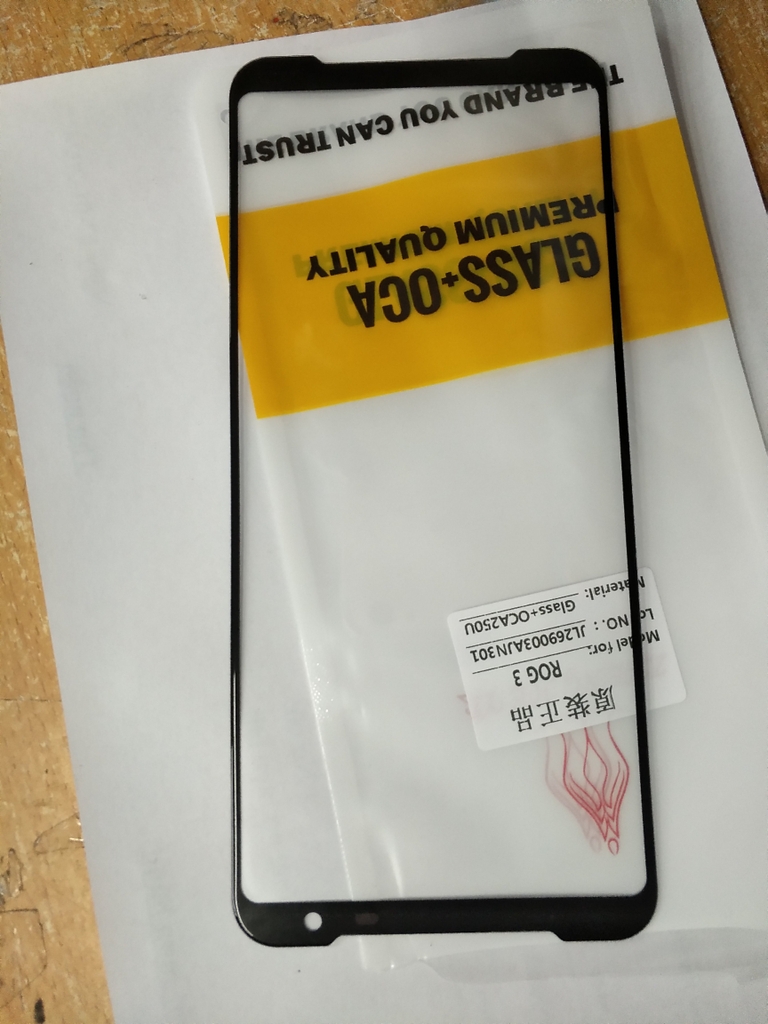 原装正品
Model for: ROG 3
Lot NO.: JL269003AJN301
Material: Glass+OCA250U
GLASS+OCA
PREMIUM QUALITY
THE BRAND YOU CAN TRUST